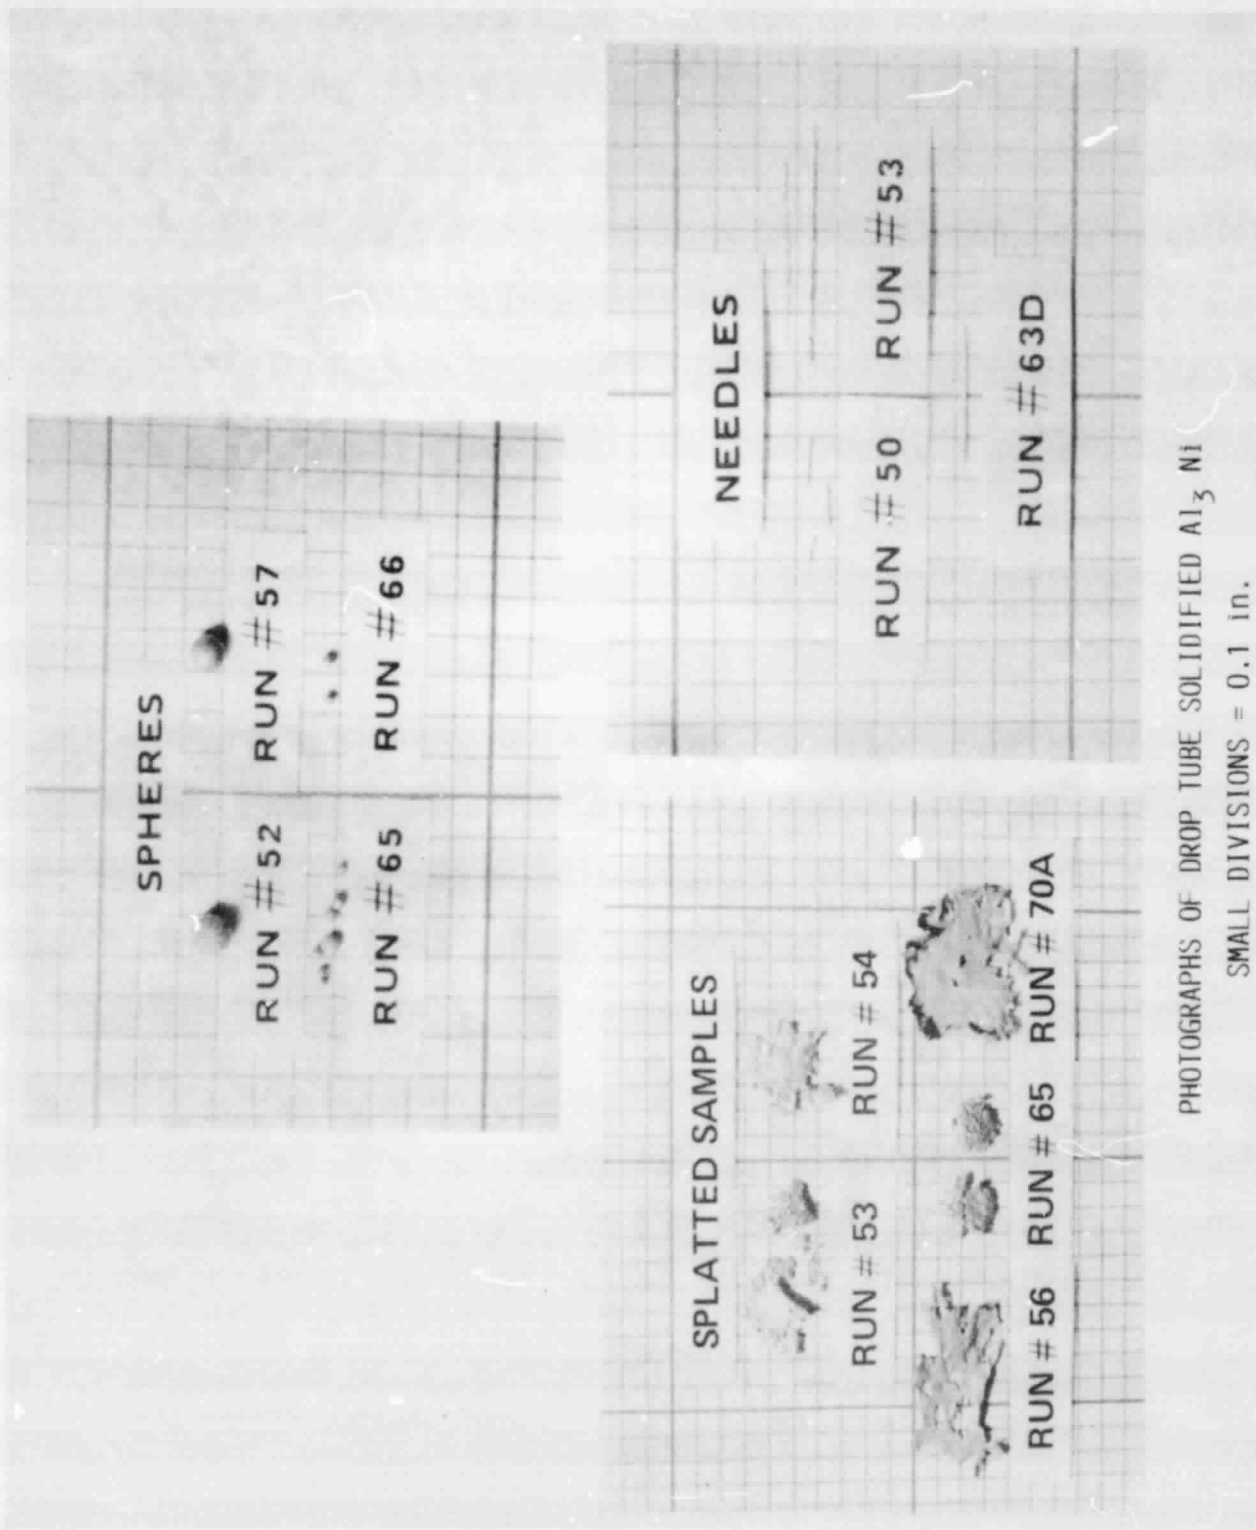 SPHERES
RUN #52 RUN #57
RUN #65 RUN #66
SPLATTED SAMPLES
RUN # 53 RUN # 54
RUN # 56 RUN # 65 RUN # 70A
NEEDLES
RUN #50 RUN #53
RUN #63D
PHOTOGRAPHS OF DROP TUBE SOLIDIFIED Al3 Ni
SMALL DIVISIONS = 0.1 in.